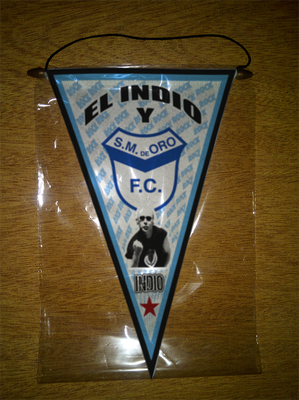 EL INDIO
Y
S.M. DE ORO
F.C.
INDIO